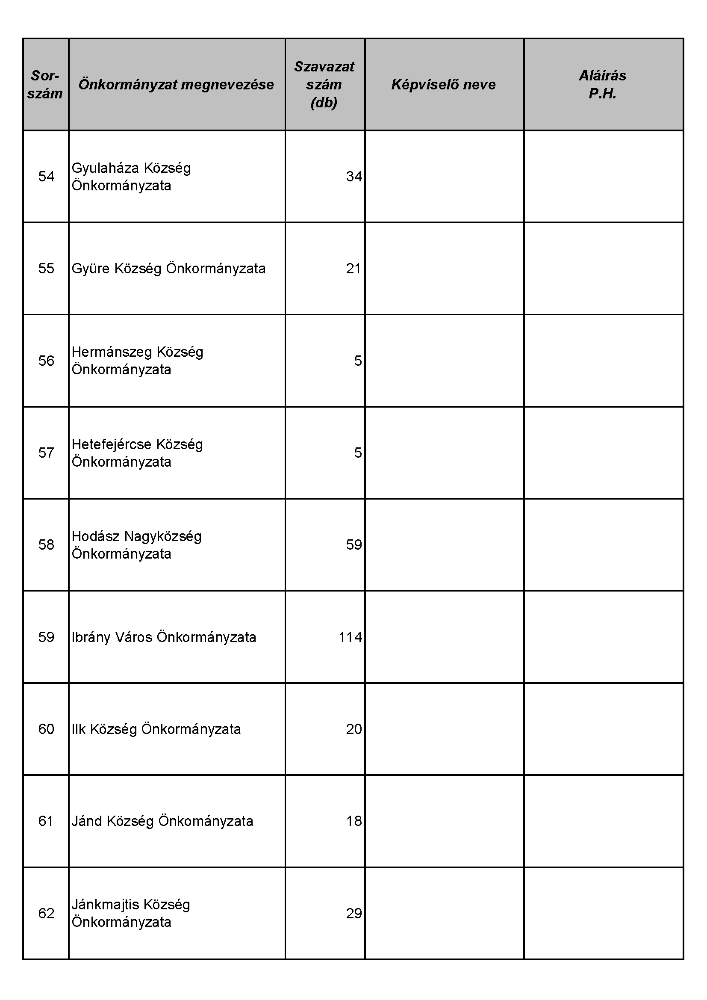 Sor-
szám
Önkormányzat megnevezése
Szavazat
szám
(db)
Képviselő neve
Aláírás
P.H.
54
Gyulaháza Község
Önkormányzata
34
55
Gyüre Község Önkormányzata
21
56
Hermánszeg Község
Önkormányzata
5
57
Hetefejércse Község
Önkormányzata
5
58
Hodász Nagyközség
Önkormányzata
59
59
Ibrány Város Önkormányzata
114
60
Ilk Község Önkormányzata
20
61
Jánd Község Önkományzata
18
62
Jánkmajtis Község
Önkormányzata
29